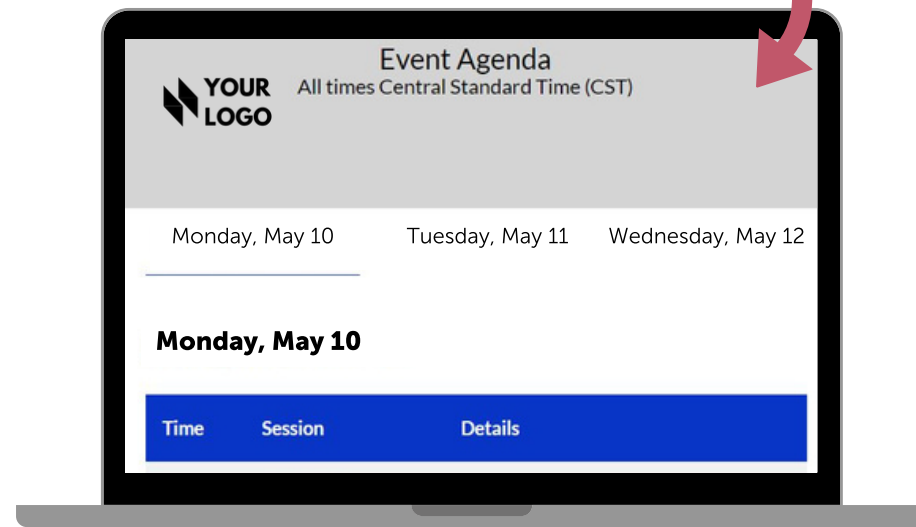 Event Agenda
All times Central Standard Time (CST)
YOUR
LOGO
Monday, May 10
Tuesday, May 11
Wednesday, May 12
Monday, May 10
Time
Session
Details